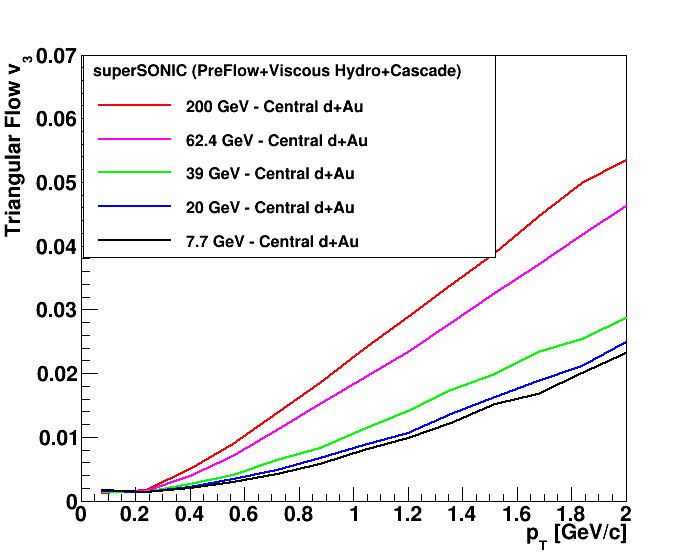 Triangular Flow v3
0.07
0.06
0.05
0.04
0.03
0.02
0.01
0
superSONIC (PreFlow+Viscous Hydro+Cascade)
200 GeV - Central d+Au
62.4 GeV - Central d+Au
39 GeV - Central d+Au
20 GeV - Central d+Au
7.7 GeV - Central d+Au
0 0.2 0.4 0.6 0.8 1 1.2 1.4 1.6 1.8 2
pT [GeV/c]